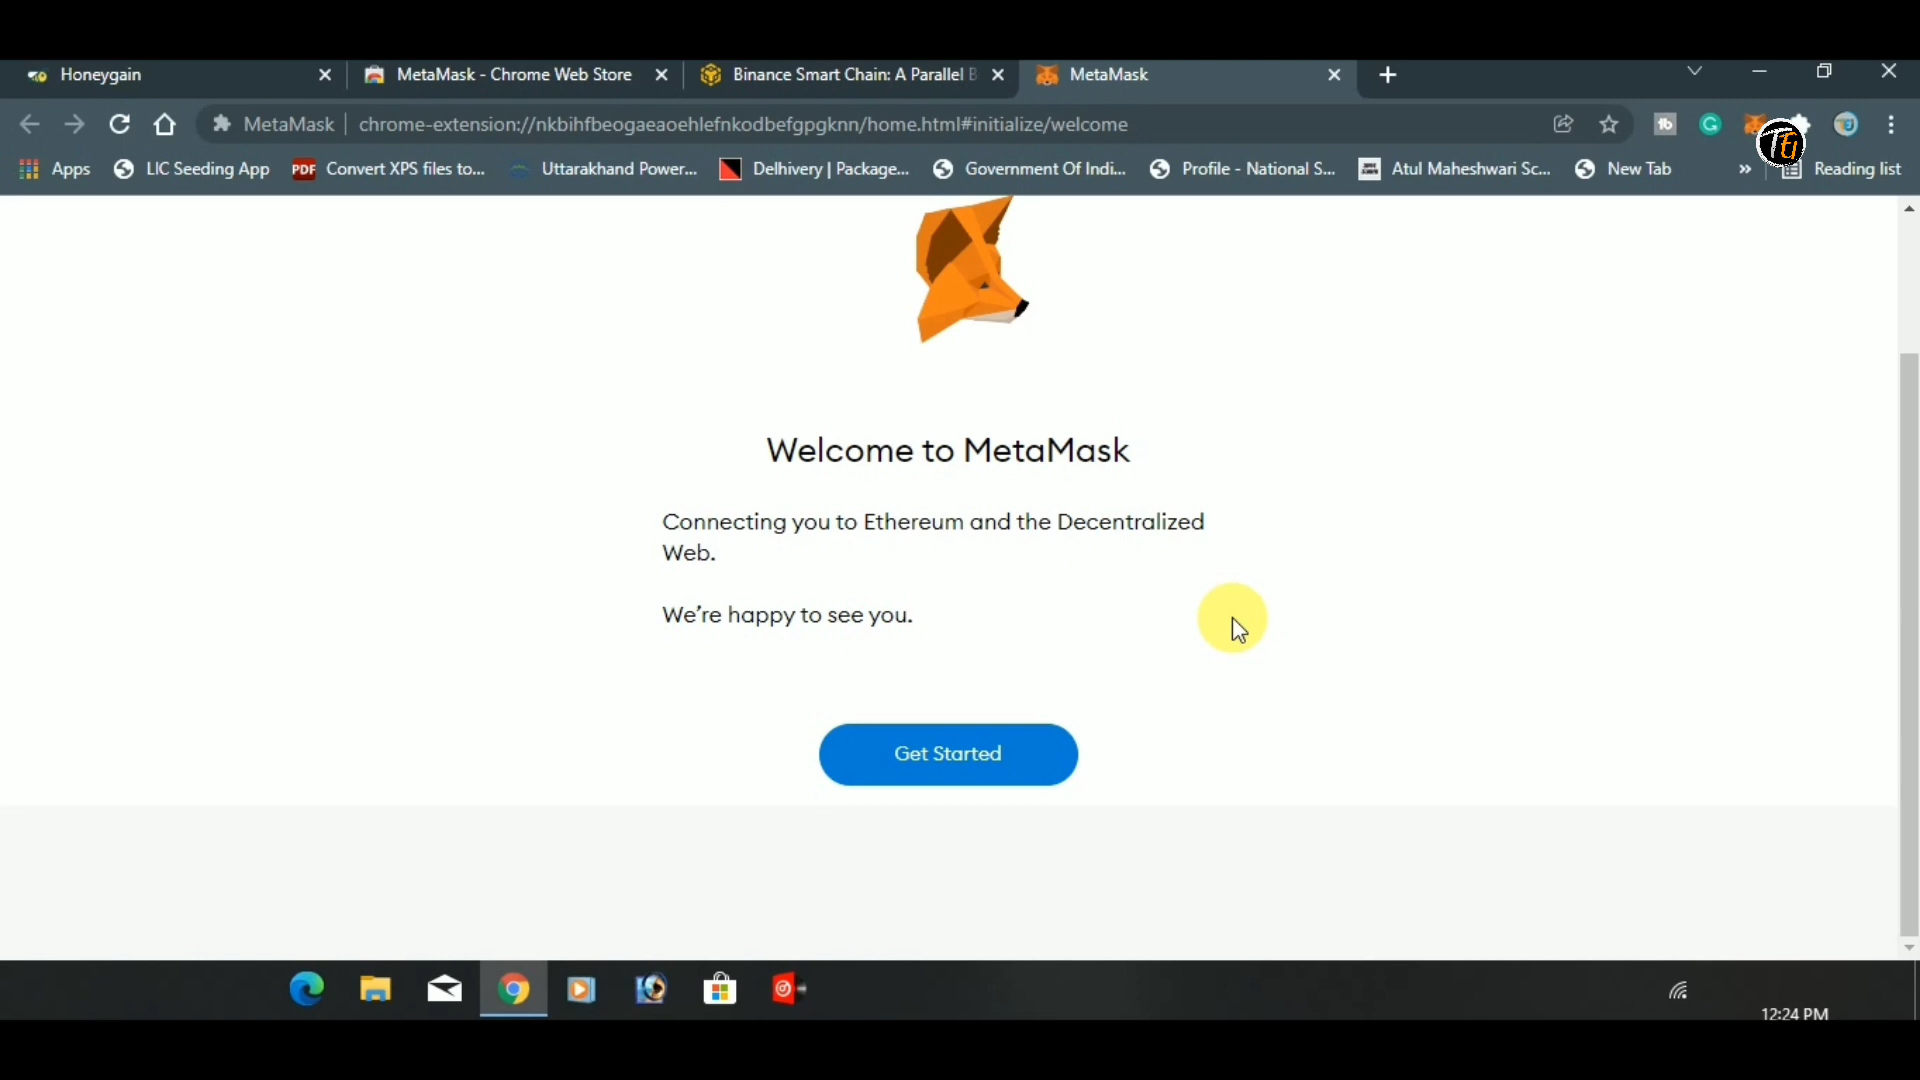 Honeygain
MetaMask - Chrome Web Store
Binance Smart Chain: A Parallel B
MetaMask
MetaMask
chrome-extension://nkbihfbeogaeaoehlefnkodbefgpgknn/home.html#initialize/welcome
Apps
LIC Seeding App
PDF
Convert XPS files to...
Uttarakhand Power...
Delhivery | Package...
Government Of Indi...
Profile - National S...
Atul Maheshwari Sc...
New Tab
»
Reading list
Welcome to MetaMask
Connecting you to Ethereum and the Decentralized
Web.
We're happy to see you.
Get Started
12:24 PM